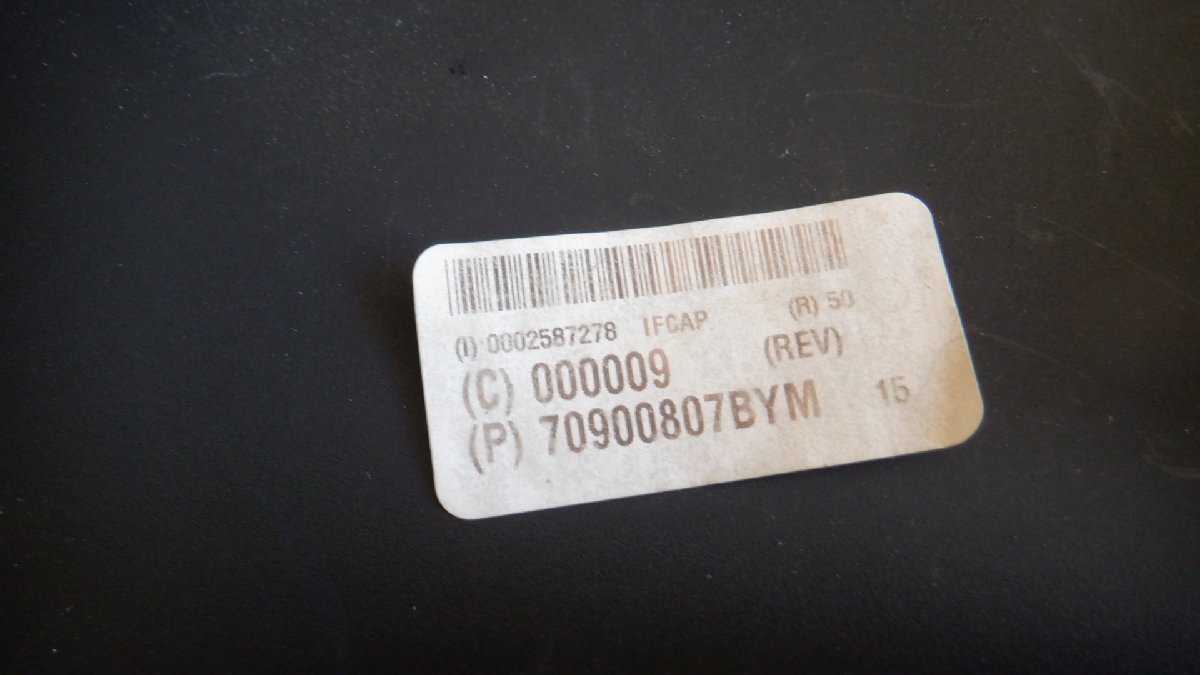 (I) 0002587278 IFCAP (R) 50
(C) 000009 (REV)
(P) 70900807BYM 15